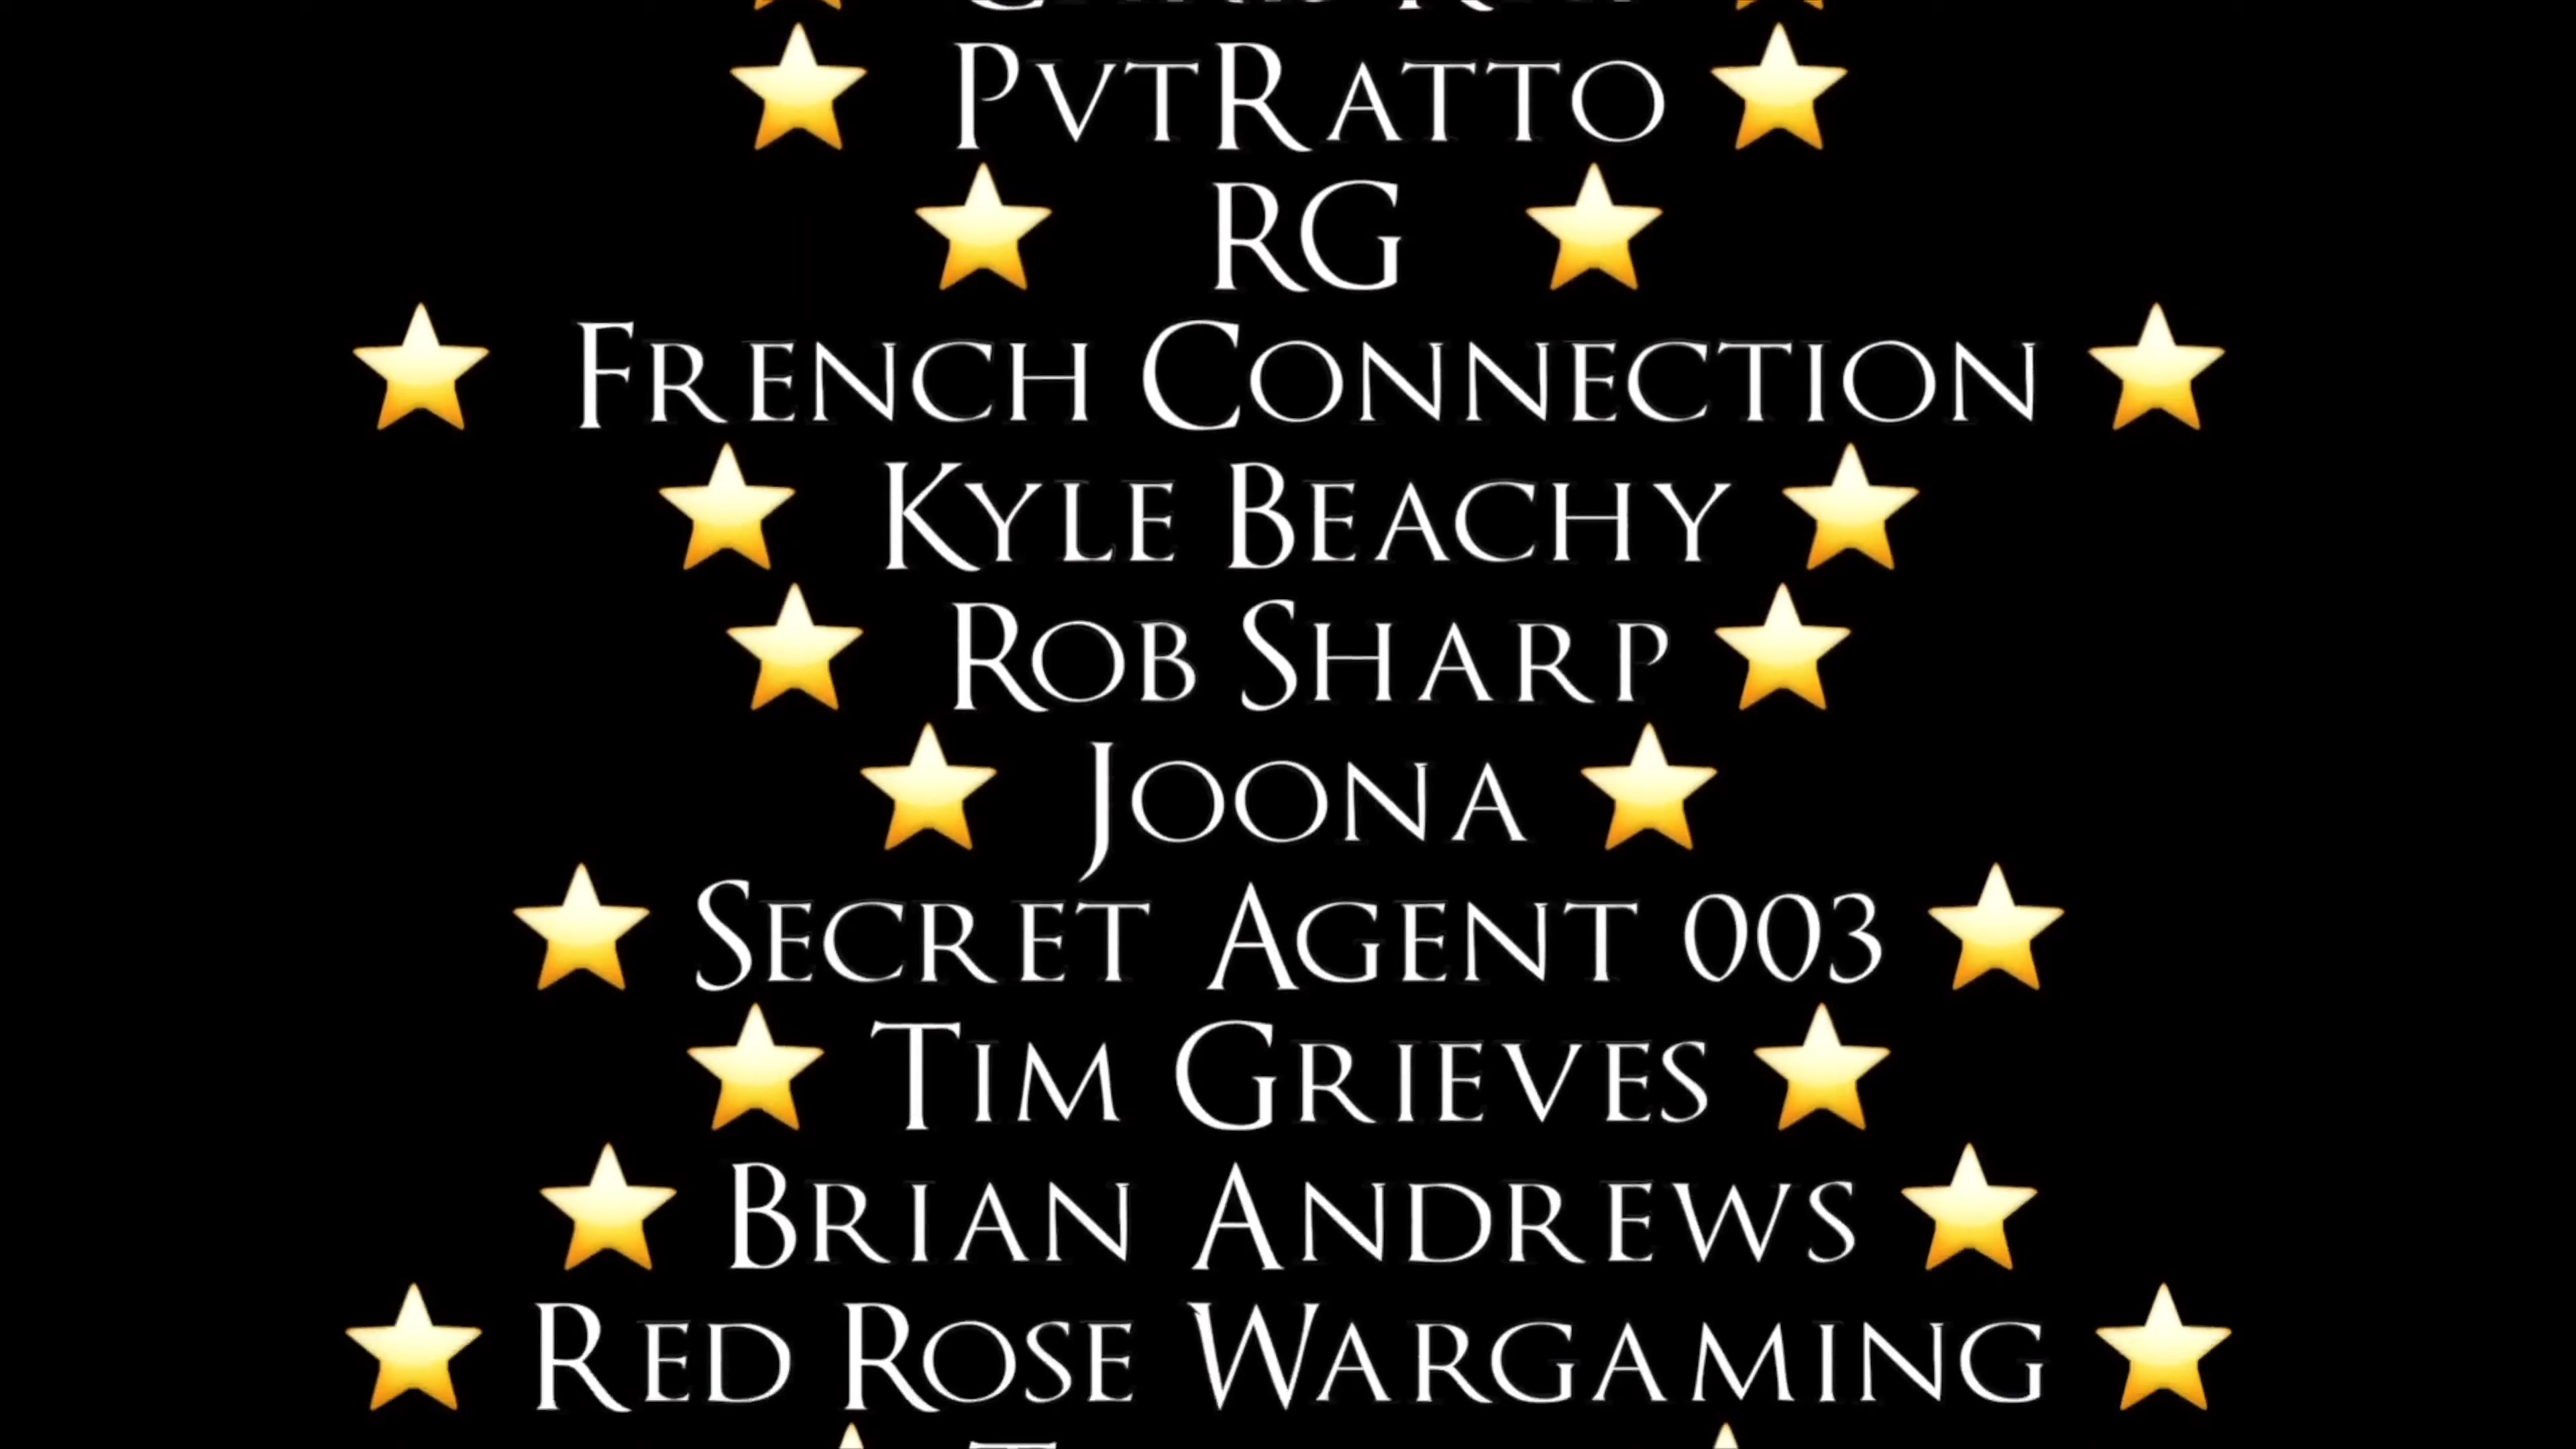 PvtRatto
RG
French Connection
Kyle Beachy
Rob Sharp
Joona
Secret Agent 003
Tim Grieves
Brian Andrews
Red Rose Wargaming